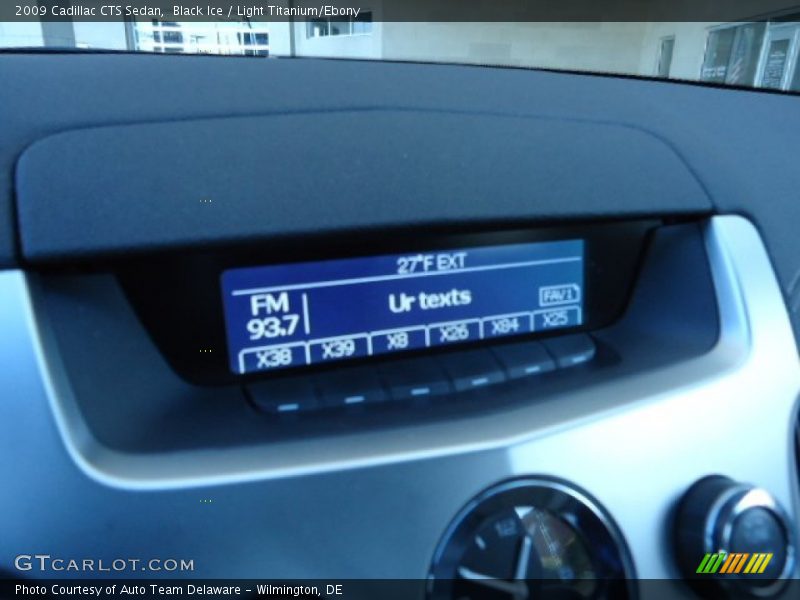 2009 Cadillac CTS Sedan, Black Ice / Light Titanium/Ebony
27°F EXT
FM
93.7
Ur texts
FAV1
X38 X39 X8 X26 X84 X25
12
GTCARLOT.COM
Photo Courtesy of Auto Team Delaware - Wilmington, DE